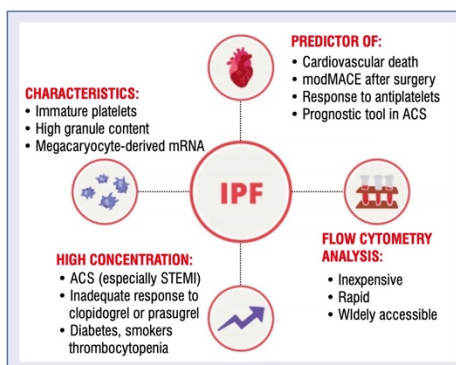 PREDICTOR OF:
• Cardiovascular death
• modMACE after surgery
• Response to antiplatelets
• Prognostic tool in ACS
CHARACTERISTICS:
• Immature platelets
• High granule content
• Megacaryocyte-derived mRNA
IPF
HIGH CONCENTRATION:
• ACS (especially STEMI)
• Inadequate response to
clopidogrel or prasugrel
• Diabetes, smokers
thrombocytopenia
FLOW CYTOMETRY
ANALYSIS:
• Inexpensive
• Rapid
• WIdely accessible